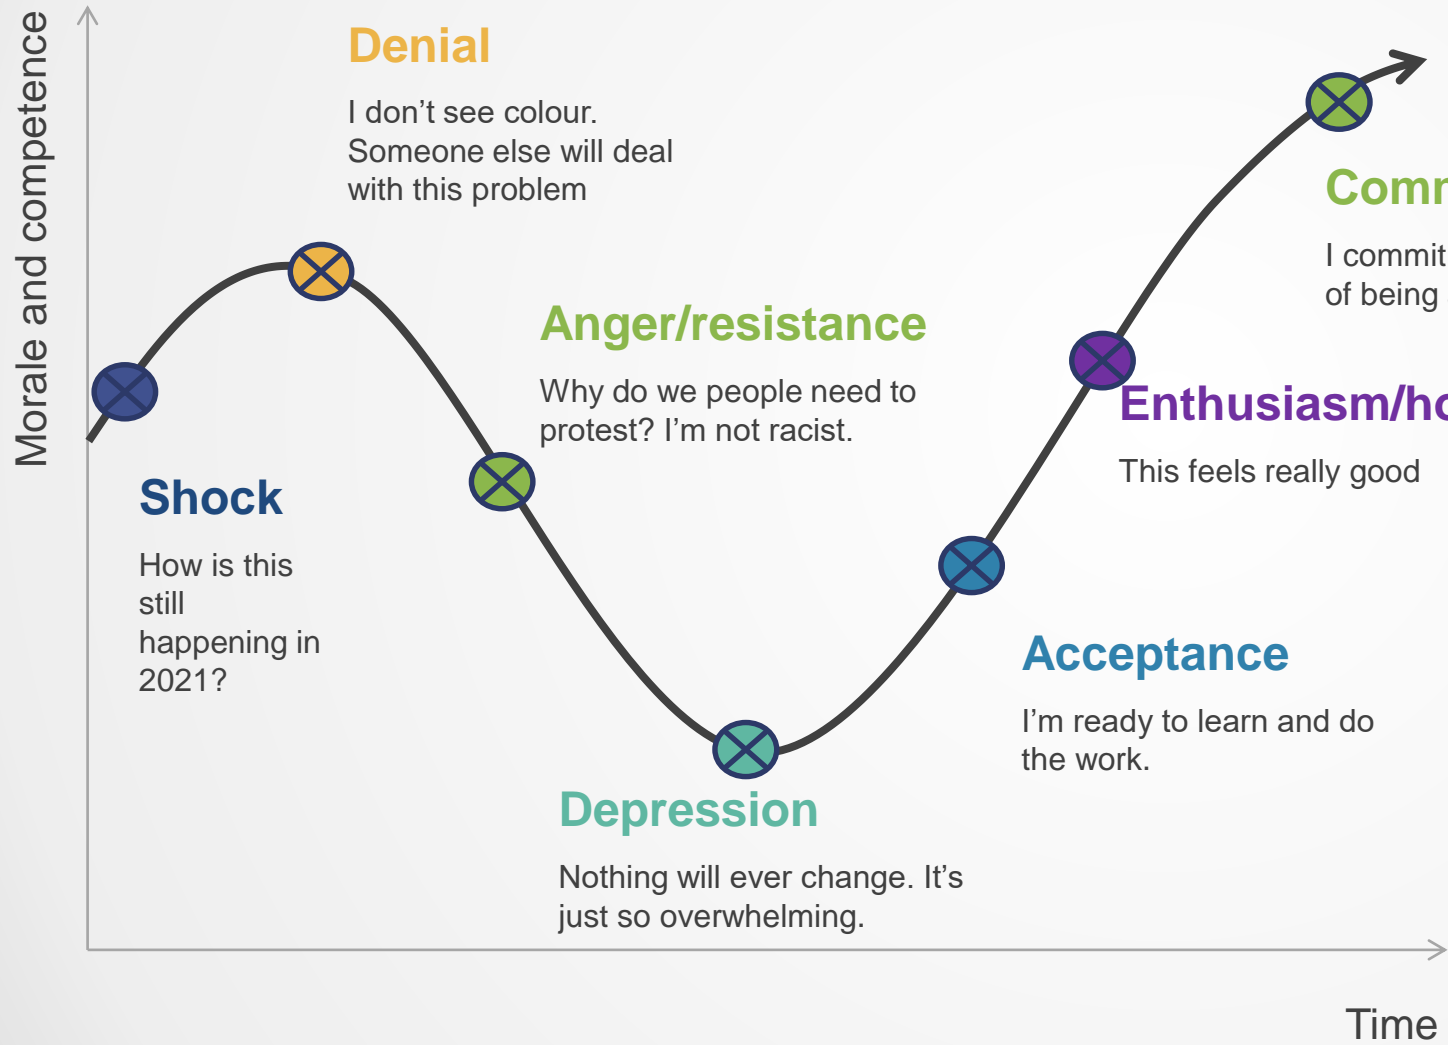 Morale and competence
Denial
I don't see colour.
Someone else will deal
with this problem
Comm
I commit
of being
Anger/resistance
Why do we people need to
protest? I'm not racist.
Enthusiasm/ho
This feels really good
Shock
How is this
still
happening in
2021?
Acceptance
I'm ready to learn and do
the work.
Depression
Nothing will ever change. It's
just so overwhelming.
Time